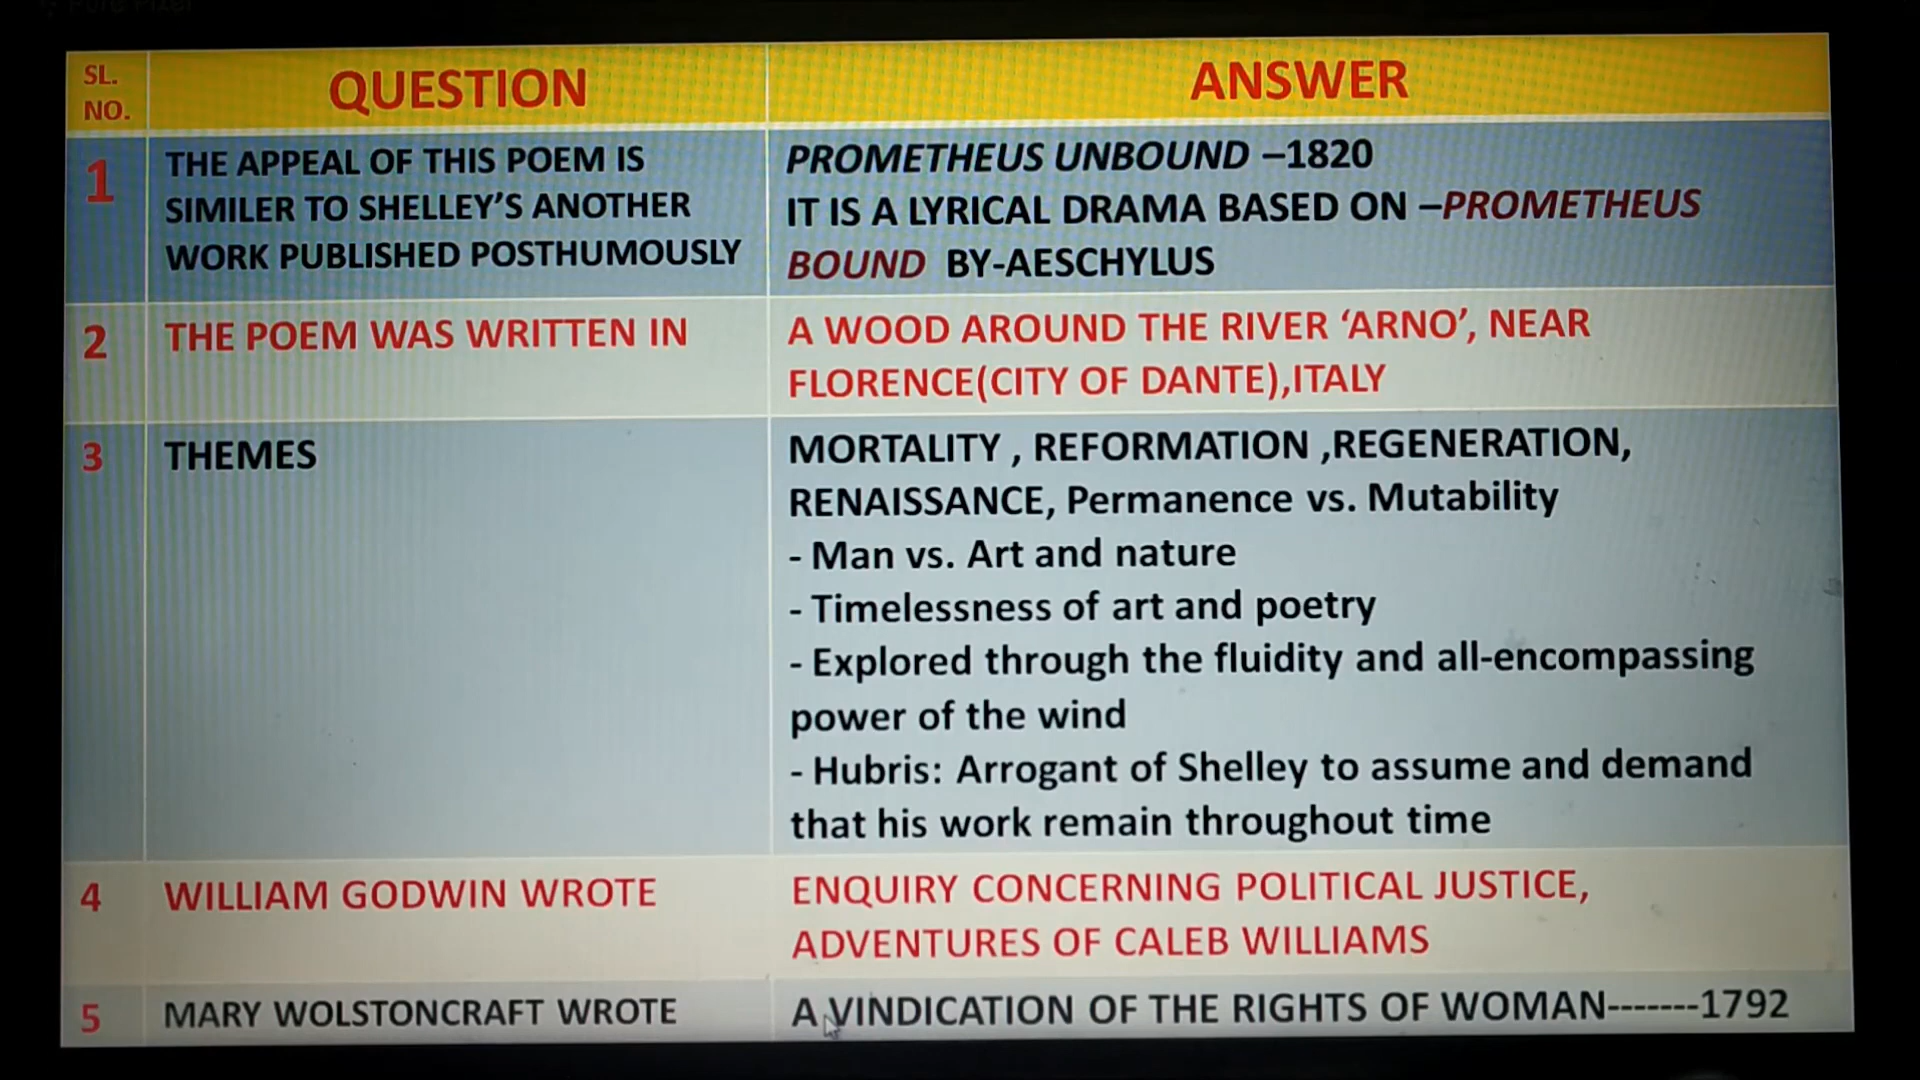 SL.
NO.
QUESTION
ANSWER
1
THE APPEAL OF THIS POEM IS
SIMILER TO SHELLEY'S ANOTHER
WORK PUBLISHED POSTHUMOUSLY
PROMETHEUS UNBOUND –1820
IT IS A LYRICAL DRAMA BASED ON –PROMETHEUS
BOUND BY-AESCHYLUS
2
THE POEM WAS WRITTEN IN
A WOOD AROUND THE RIVER ‘ARNO’, NEAR
FLORENCE(CITY OF DANTE),ITALY
3
THEMES
MORTALITY , REFORMATION ,REGENERATION,
RENAISSANCE, Permanence vs. Mutability
- Man vs. Art and nature
- Timelessness of art and poetry
- Explored through the fluidity and all-encompassing
power of the wind
- Hubris: Arrogant of Shelley to assume and demand
that his work remain throughout time
4
WILLIAM GODWIN WROTE
ENQUIRY CONCERNING POLITICAL JUSTICE,
ADVENTURES OF CALEB WILLIAMS
5
MARY WOLSTONCRAFT WROTE
A VINDICATION OF THE RIGHTS OF WOMAN-------1792